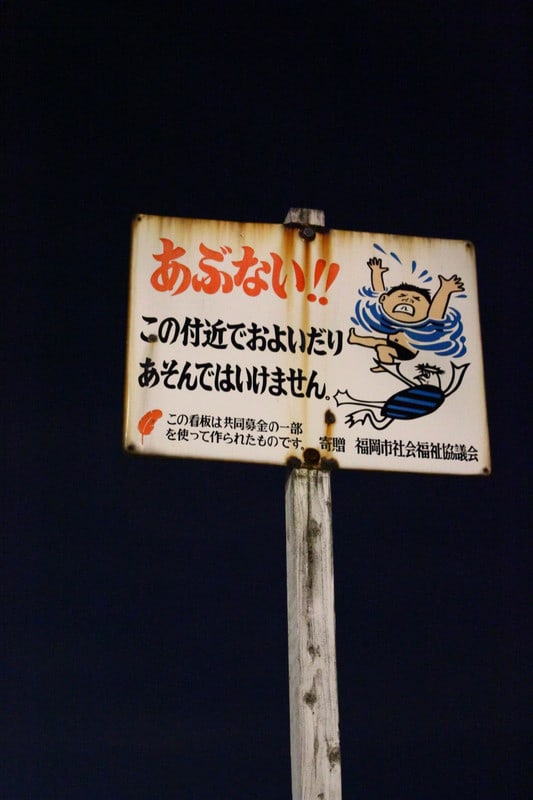 あぶない!!
この付近でおよいだり
あそんではいけません。
この看板は共同募金の一部
を使って作られたものです。
寄贈 福岡市社会福祉協議会